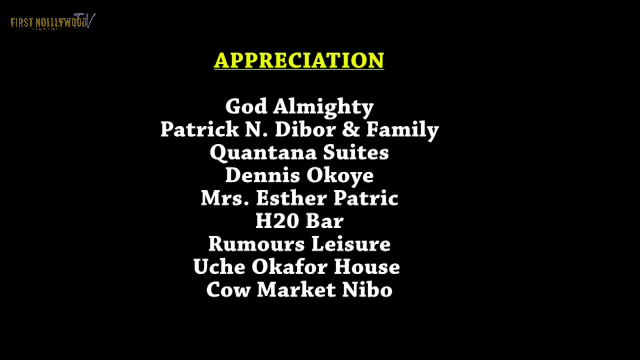 FIRST NOLLLYWOOD TV
APPRECIATION
God Almighty
Patrick N. Dibor & Family
Quantana Suites
Dennis Okoye
Mrs. Esther Patric
H20 Bar
Rumours Leisure
Uche Okafor House
Cow Market Nibo